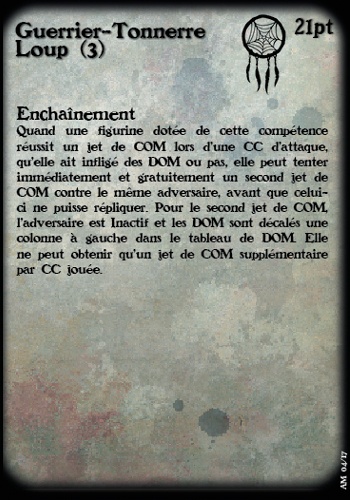 Guerrier-Tonnerre
Loup (3)
21pt
Enchaînement
Quand une figurine dotée de cette compétence
réussit un jet de COM lors d'une CC d'attaque,
qu'elle ait infligé des DOM ou pas, elle peut tenter
immédiatement et gratuitement un second jet de
COM contre le même adversaire, avant que celui-
ci ne puisse répliquer. Pour le second jet de COM,
l'adversaire est Inactif et les DOM sont décalés une
colonne à gauche dans le tableau de DOM. Elle
ne peut obtenir qu'un jet de COM supplémentaire
par CC jouée.
AM 04/17